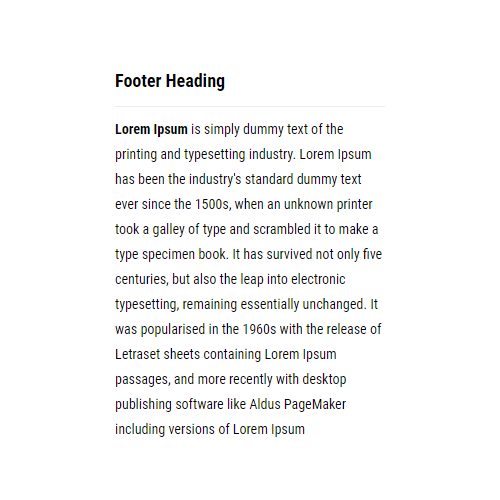 Footer Heading
Lorem Ipsum is simply dummy text of the
printing and typesetting industry. Lorem Ipsum
has been the industry's standard dummy text
ever since the 1500s, when an unknown printer
took a galley of type and scrambled it to make a
type specimen book. It has survived not only five
centuries, but also the leap into electronic
typesetting, remaining essentially unchanged. It
was popularised in the 1960s with the release of
Letraset sheets containing Lorem Ipsum
passages, and more recently with desktop
publishing software like Aldus PageMaker
including versions of Lorem Ipsum